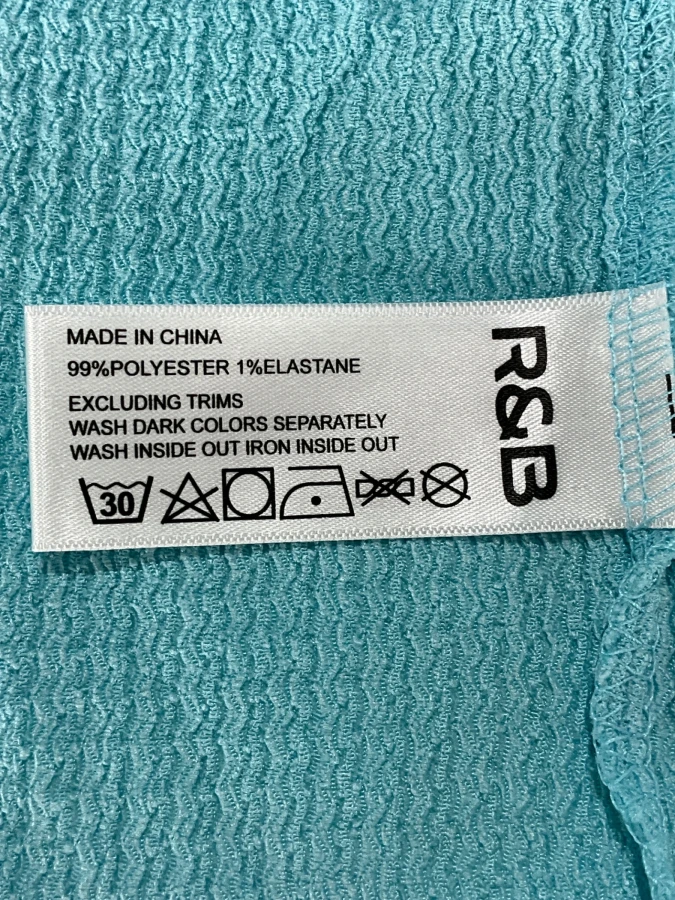 MADE IN CHINA
99%POLYESTER 1%ELASTANE
EXCLUDING TRIMS
WASH DARK COLORS SEPARATELY
WASH INSIDE OUT IRON INSIDE OUT
30
R&B